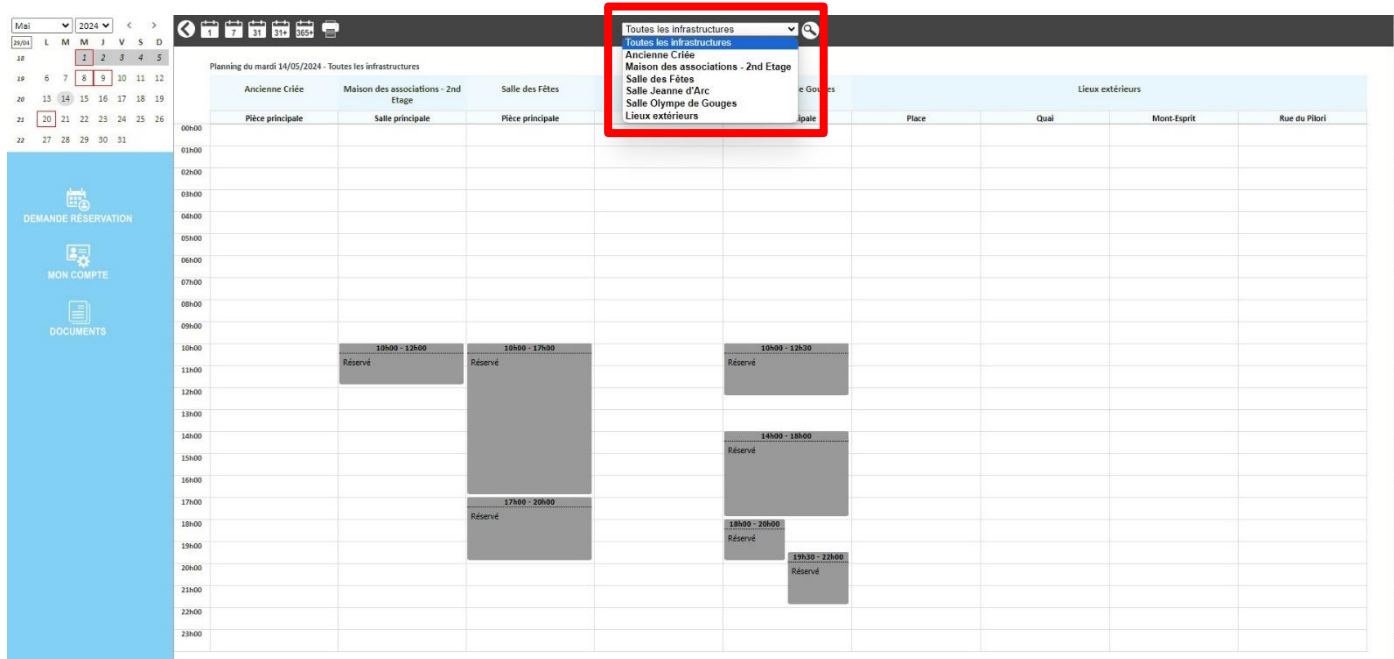 Mai 2024 < >
29/04 L M M J V S D
18 1 2 3 4 5
19 6 7 8 9 10 11 12
20 13 14 15 16 17 18 19
21 20 21 22 23 24 25 26
22 27 28 29 30 31
DEMANDE RÉSERVATION
MON COMPTE
DOCUMENTS
1 7 31 31+ 365+
Toutes les infrastructures
Toutes les infrastructures
Ancienne Criée
Maison des associations - 2nd Etage
Salle des Fêtes
Salle Jeanne d'Arc
Salle Olympe de Gouges
Lieux extérieurs
Planning du mardi 14/05/2024 - Toutes les infrastructures
Ancienne Criée Maison des associations - 2nd Salle des Fêtes e Gouges Lieux extérieurs
Etage
Pièce principale Salle principale Pièce principale ipale Place Quai Mont-Esprit Rue du Pilori
00h00
01h00
02h00
03h00
04h00
05h00
06h00
07h00
08h00
09h00
10h00 10h00 - 12h00 10h00 - 17h00 10h00 - 12h30
Réservé Réservé Réservé
11h00
12h00
13h00
14h00 14h00 - 18h00
Réservé
15h00
16h00
17h00 17h00 - 20h00
Réservé
18h00 18h00 - 20h00
Réservé
19h00
19h30 - 22h00
20h00 Réservé
21h00
22h00
23h00